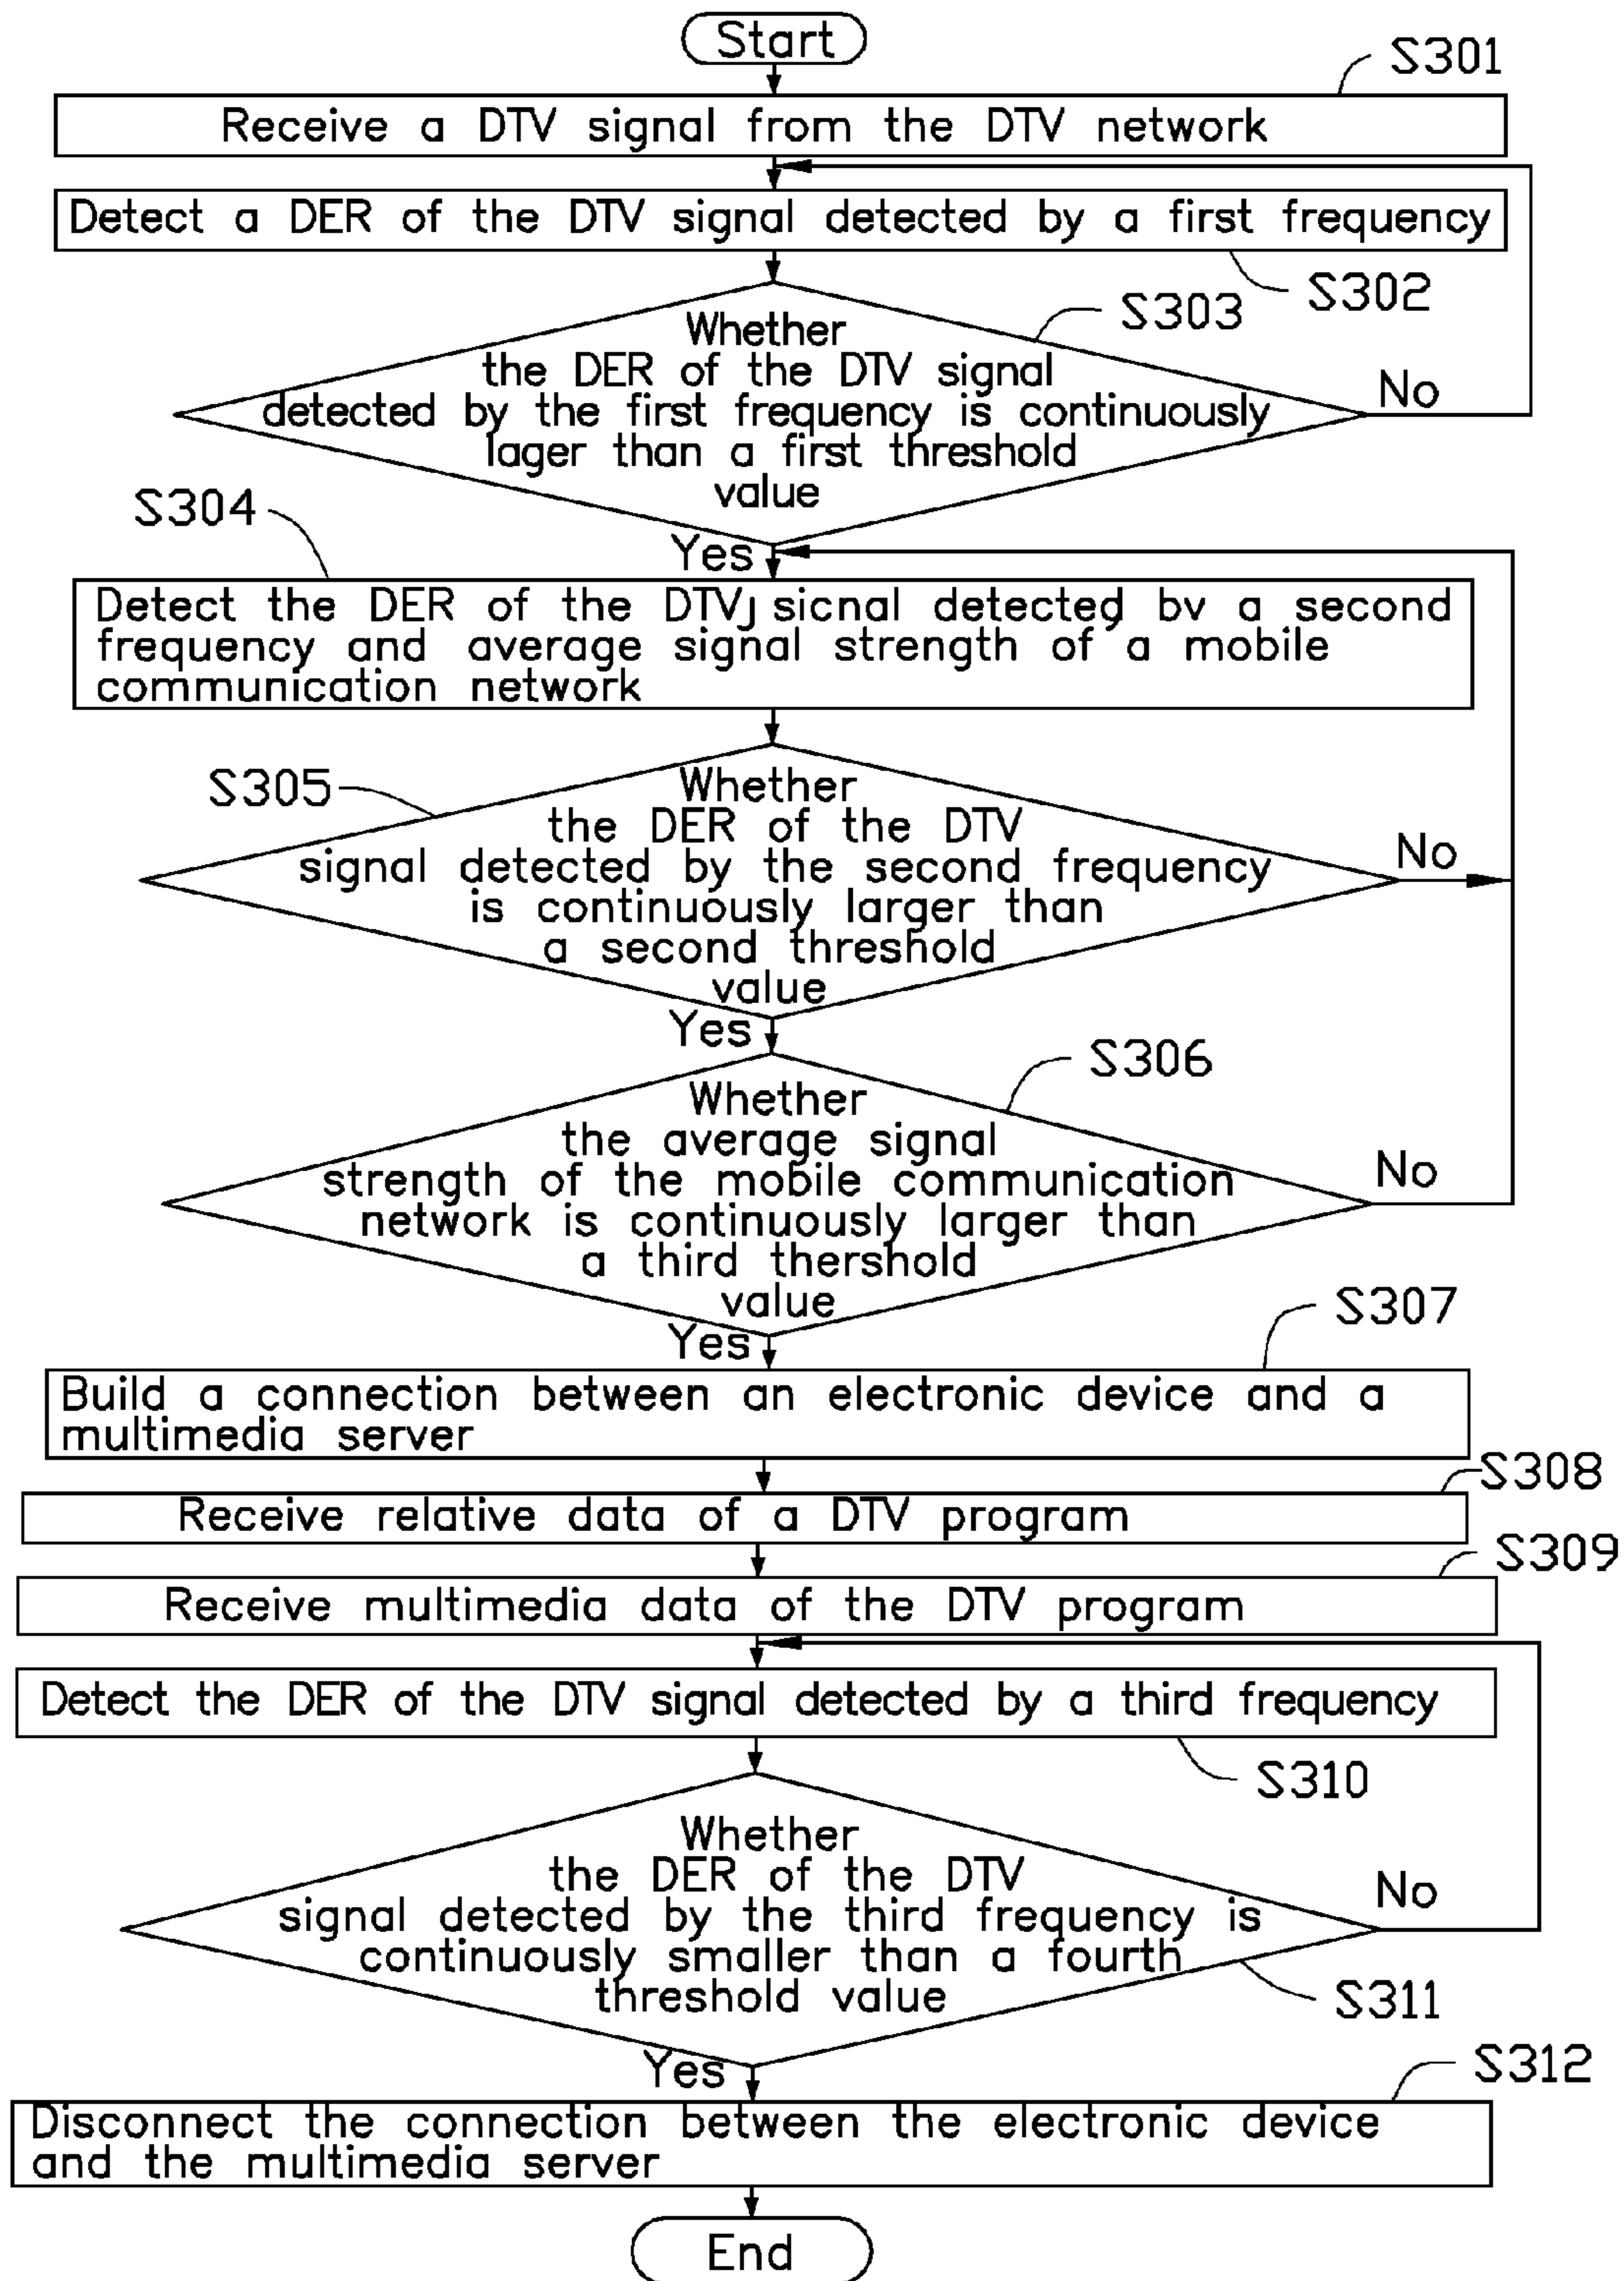 Start
S301
Receive a DTV signal from the DTV network
Detect a DER of the DTV signal detected by a first frequency
S302
S303
Whether
the DER of the DTV signal
detected by the first frequency is continuously
lager than a first threshold
value
No
S304
Yes
Detect the DER of the DTVj sicnal detected bv a second
frequency and average signal strength of a mobile
communication network
S305
Whether
the DER of the DTV
signal detected by the second frequency
is continuously larger than
a second threshold
value
No
Yes
S306
Whether
the average signal
strength of the mobile communication
network is continuously larger than
a third thershold
value
No
S307
Yes
Build a connection between an electronic device and a
multimedia server
S308
Receive relative data of a DTV program
S309
Receive multimedia data of the DTV program
Detect the DER of the DTV signal detected by a third frequency
S310
Whether
the DER of the DTV
signal detected by the third frequency is
continuously smaller than a fourth
threshold value
No
S311
Yes
S312
Disconnect the connection between the electronic device
and the multimedia server
End